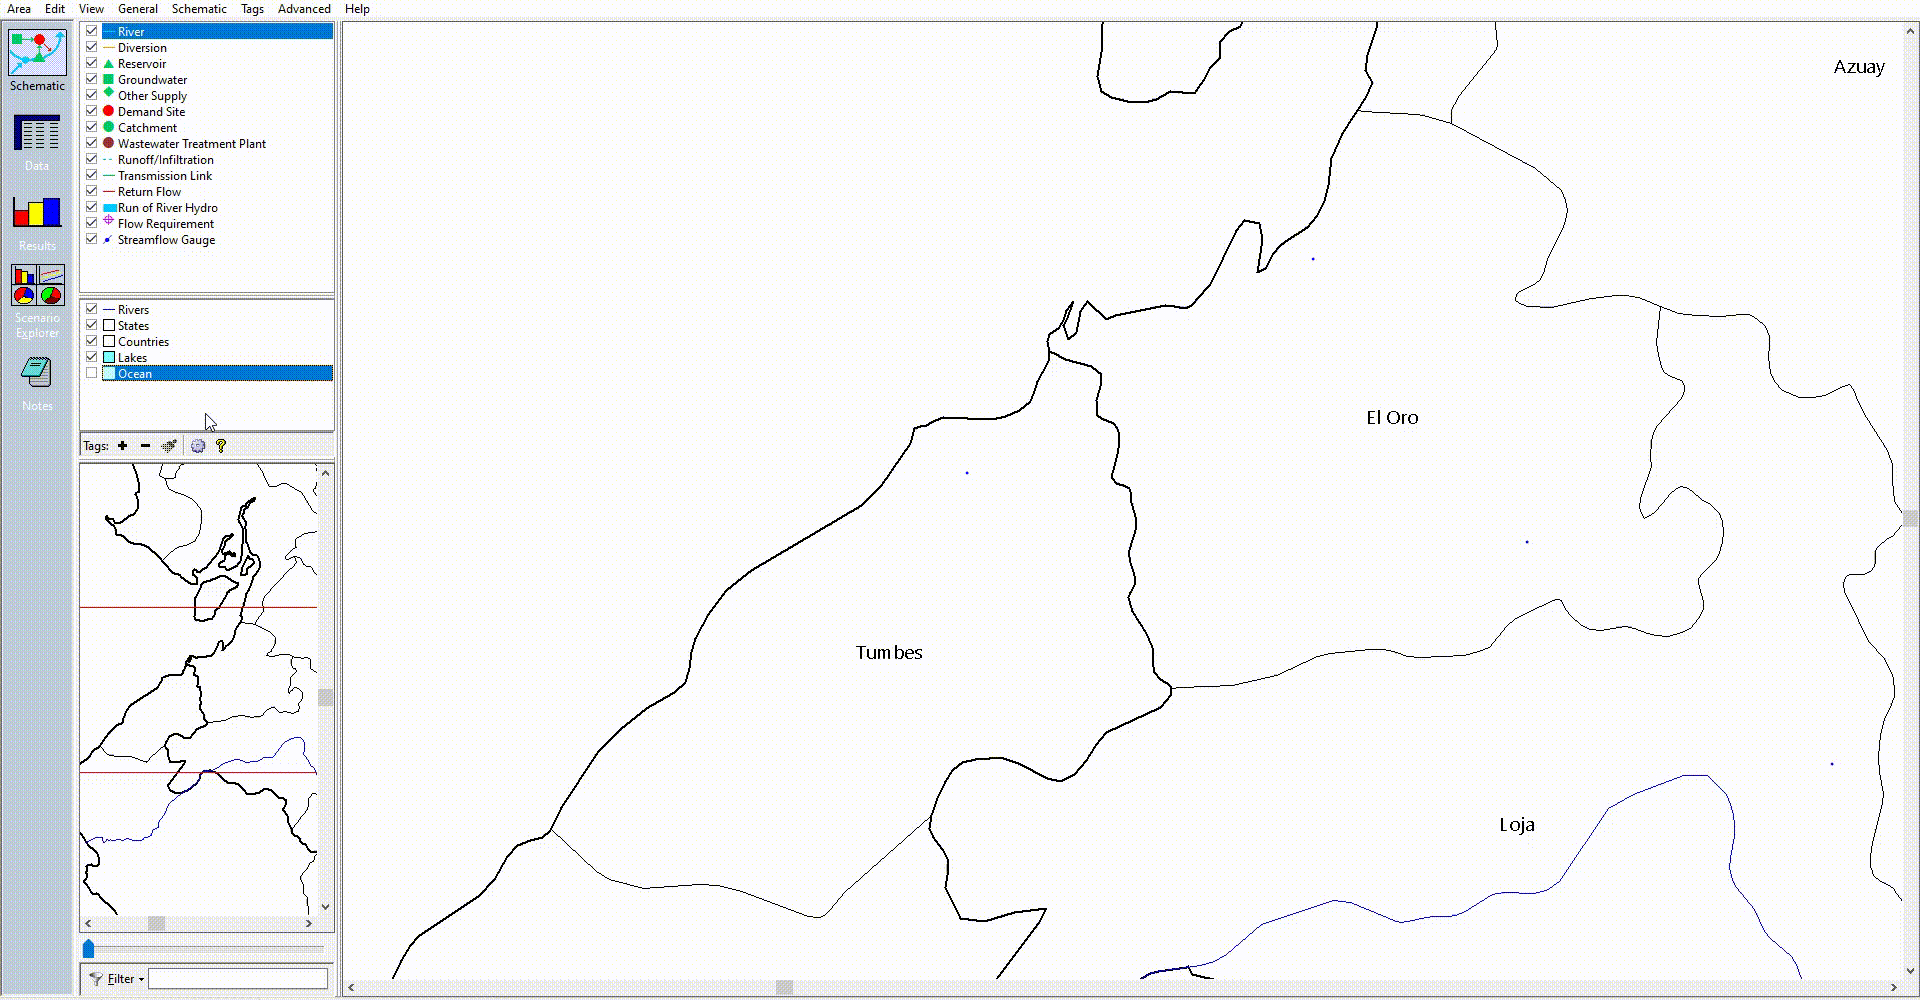 Area Edit View General Schematic Tags Advanced Help
Schematic
Data
Results
Scenario
Explorer
Notes
River
Diversion
Reservoir
Groundwater
Other Supply
Demand Site
Catchment
Wastewater Treatment Plant
Runoff/Infiltration
Transmission Link
Return Flow
Run of River Hydro
Flow Requirement
Streamflow Gauge
Rivers
States
Countries
Lakes
Ocean
Tags:
Filter
Azuay
El Oro
Tumbes
Loja